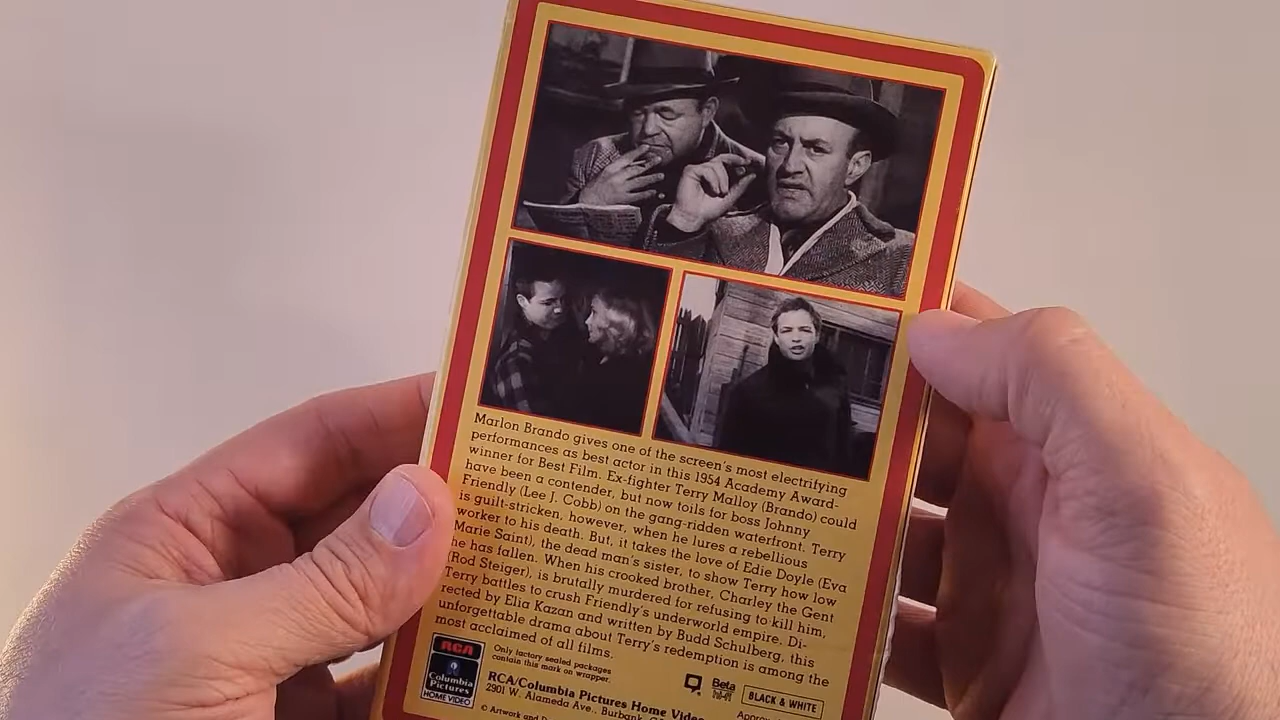 Marlon Brando gives one of the screen's most electrifying
performances as best actor in this 1954 Academy Award-
winner for Best Film. Ex-fighter Terry Malloy (Brando) could
have been a contender, but now toils for boss Johnny
Friendly (Lee J. Cobb) on the gang-ridden waterfront. Terry
is guilt-stricken, however, when he lures a rebellious
worker to his death. But, it takes the love of Edie Doyle (Eva
Marie Saint), the dead man's sister, to show Terry how low
he has fallen. When his crooked brother, Charley the Gent
(Rod Steiger), is brutally murdered for refusing to kill him,
Terry battles to crush Friendly's underworld empire. Di-
rected by Elia Kazan and written by Budd Schulberg, this
unforgettable drama about Terry's redemption is among the
most acclaimed of all films.
RCA
Columbia
Pictures
HOME VIDEO
Only factory sealed packages
contain this mark on wrapper.
RCA/Columbia Pictures Home Video
2901 W. Alameda Ave., Burbank,
© Artwork and
Beta
hi-fi
BLACK & WHITE